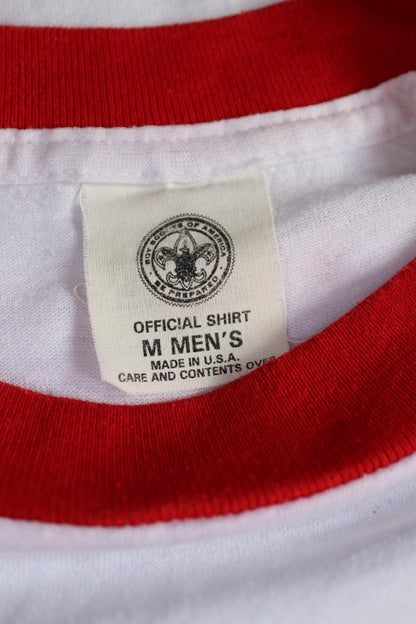 BOY SCOUTS OF AMERICA
BE PREPARED
OFFICIAL SHIRT
M MEN'S
MADE IN U.S.A.
CARE AND CONTENTS OVER